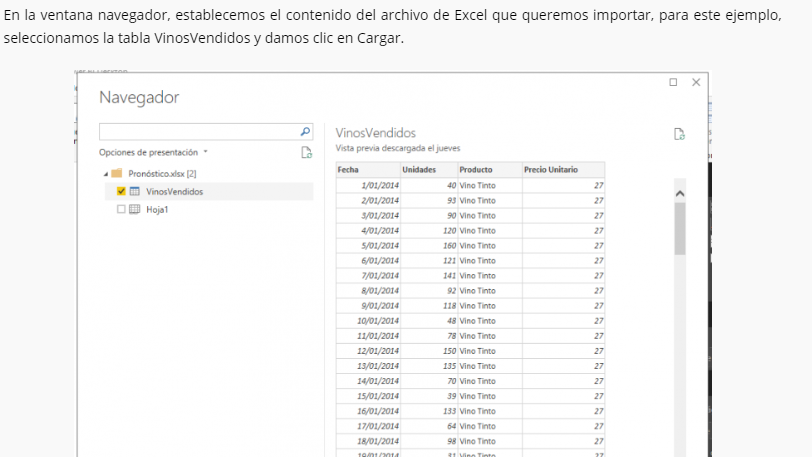 En la ventana navegador, establecemos el contenido del archivo de Excel que queremos importar, para este ejemplo,
seleccionamos la tabla VinosVendidos y damos clic en Cargar.
Navegador
Opciones de presentación
Pronóstico.xlsx [2]
VinosVendidos
Hoja1
VinosVendidos
Vista previa descargada el jueves
Fecha Unidades Producto Precio Unitario
1/01/2014 40 Vino Tinto 27
2/01/2014 93 Vino Tinto 27
3/01/2014 90 Vino Tinto 27
4/01/2014 120 Vino Tinto 27
5/01/2014 160 Vino Tinto 27
6/01/2014 121 Vino Tinto 27
7/01/2014 141 Vino Tinto 27
8/01/2014 92 Vino Tinto 27
9/01/2014 118 Vino Tinto 27
10/01/2014 48 Vino Tinto 27
11/01/2014 78 Vino Tinto 27
12/01/2014 150 Vino Tinto 27
13/01/2014 135 Vino Tinto 27
14/01/2014 70 Vino Tinto 27
15/01/2014 39 Vino Tinto 27
16/01/2014 133 Vino Tinto 27
17/01/2014 64 Vino Tinto 27
18/01/2014 98 Vino Tinto 27
19/01/2014 Vino Tinto 27